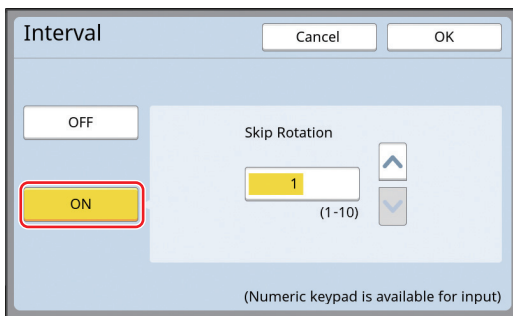 Interval
Cancel
OK
OFF
Skip Rotation
1
ON
(1-10)
(Numeric keypad is available for input)